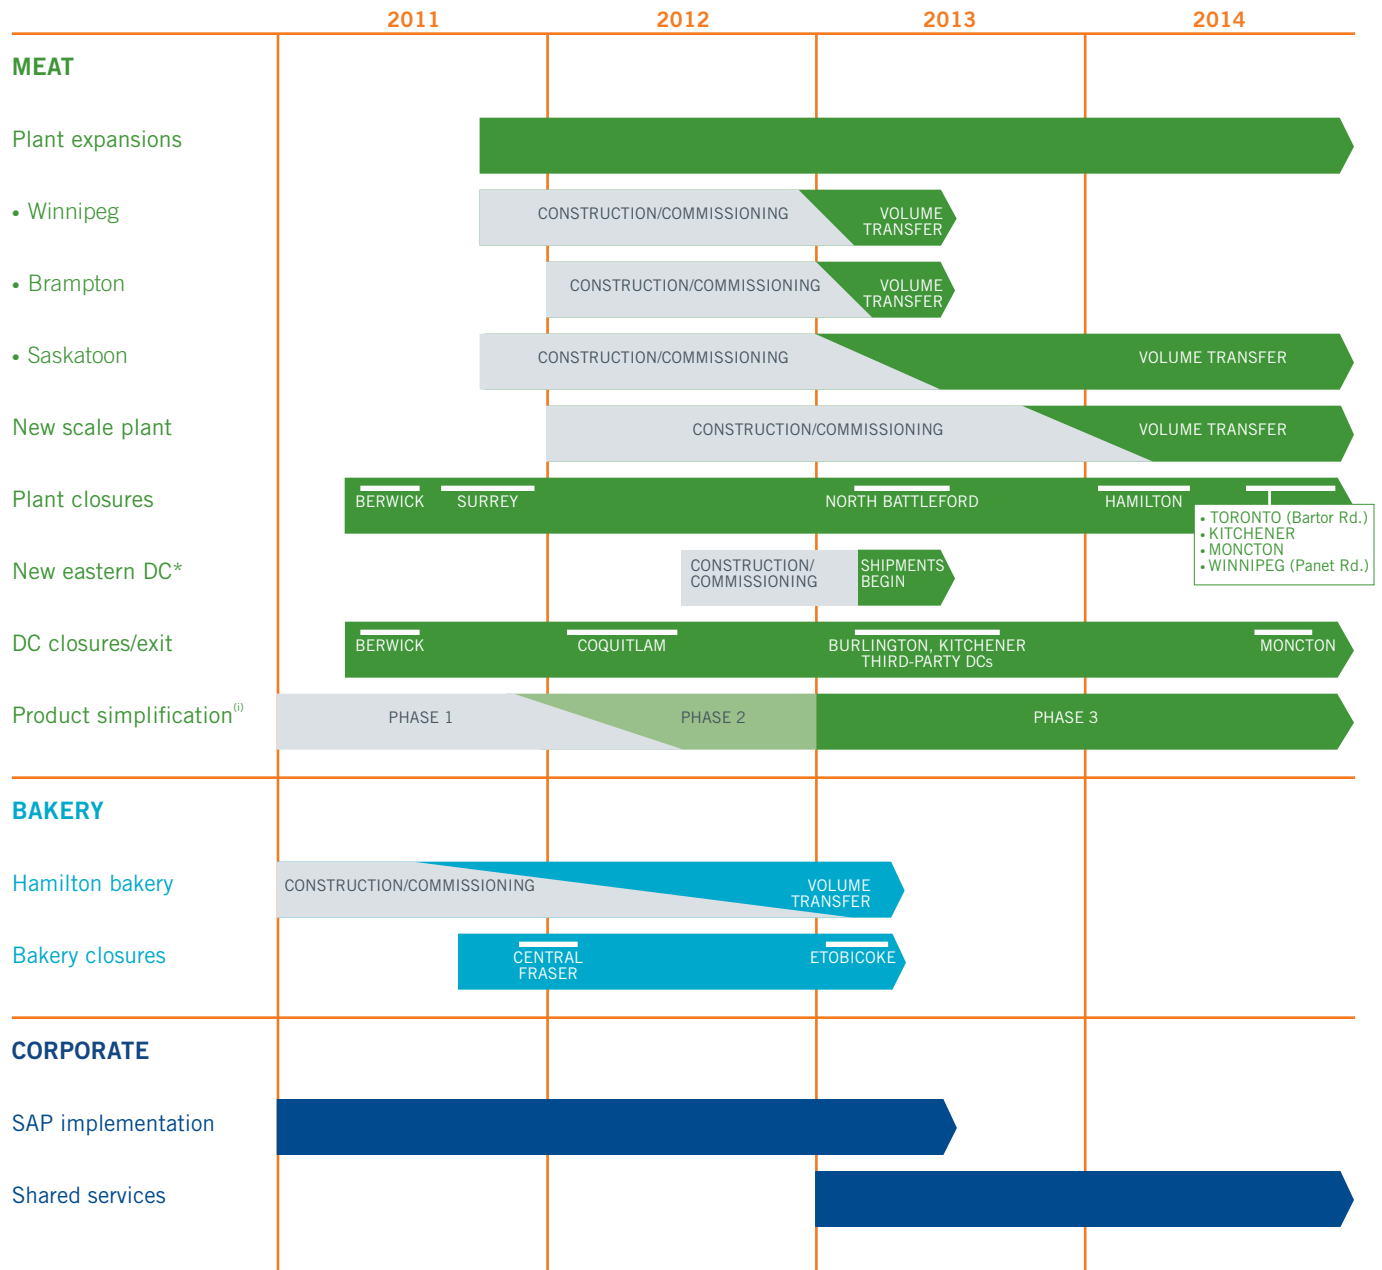 2011 2012 2013 2014
MEAT
Plant expansions
• Winnipeg
CONSTRUCTION/COMMISSIONING
VOLUME
TRANSFER
• Brampton
CONSTRUCTION/COMMISSIONING
VOLUME
TRANSFER
• Saskatoon
CONSTRUCTION/COMMISSIONING
VOLUME TRANSFER
New scale plant
CONSTRUCTION/COMMISSIONING
VOLUME TRANSFER
Plant closures
BERWICK
SURREY
NORTH BATTLEFORD
HAMILTON
• TORONTO (Bartor Rd.)
• KITCHENER
• MONCTON
• WINNIPEG (Panet Rd.)
New eastern DC*
CONSTRUCTION/
COMMISSIONING
SHIPMENTS
BEGIN
DC closures/exit
BERWICK
COQUITLAM
BURLINGTON, KITCHENER
THIRD-PARTY DCs
MONCTON
Product simplification(i)
PHASE 1
PHASE 2
PHASE 3
BAKERY
Hamilton bakery
CONSTRUCTION/COMMISSIONING
VOLUME
TRANSFER
Bakery closures
CENTRAL
FRASER
ETOBICOKE
CORPORATE
SAP implementation
Shared services